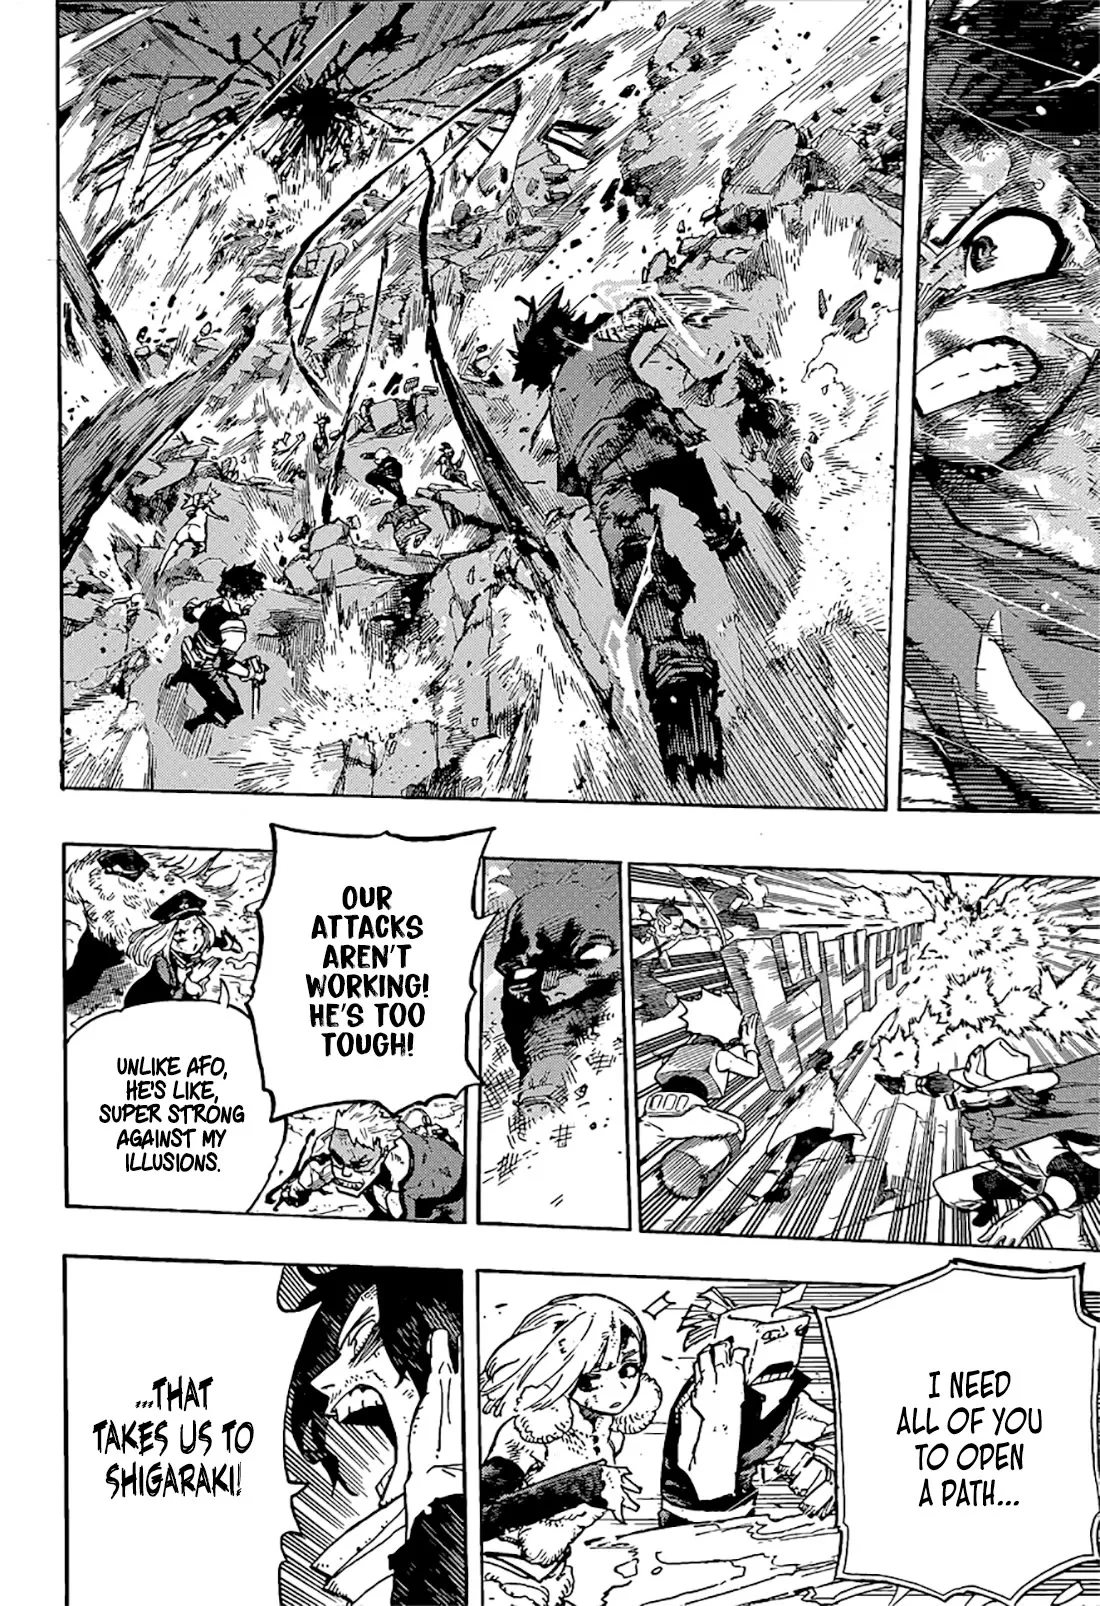 OUR
ATTACKS
AREN'T
WORKING!
HE'S TOO
TOUGH!
UNLIKE AFO,
HE'S LIKE,
SUPER STRONG
AGAINST MY
ILLUSIONS.
I NEED
ALL OF YOU
TO OPEN
A PATH...
...THAT
TAKES US TO
SHIGARAKI!